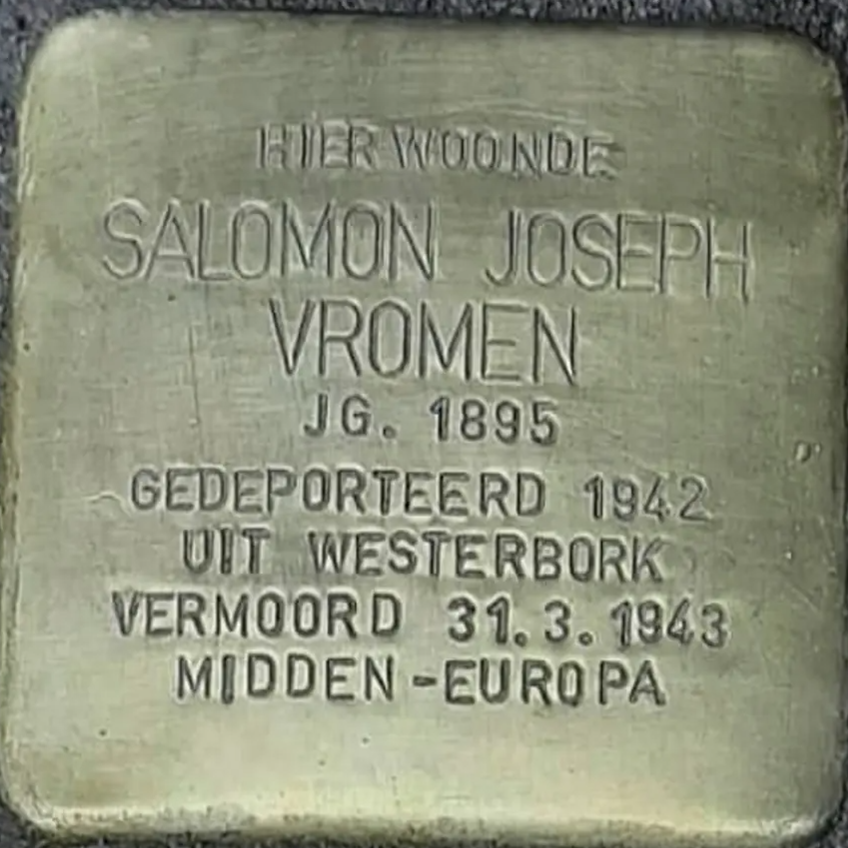 HIER WOONDE
SALOMON JOSEPH
VROMEN
JG. 1895
GEDEPORTEERD 1942
UIT WESTERBORK
VERMOORD 31.3.1943
MIDDEN-EUROPA